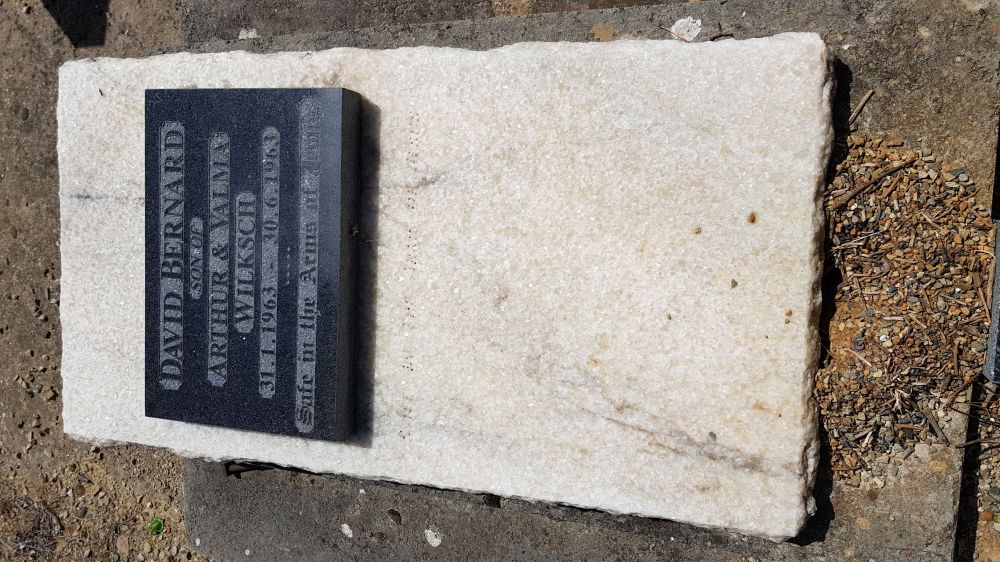 DAVID BERNARD
SON OF
ARTHUR & VALMA
WILKSCH
31.1.1963 – 30.6.1963
Safe in the Arms of Jesus